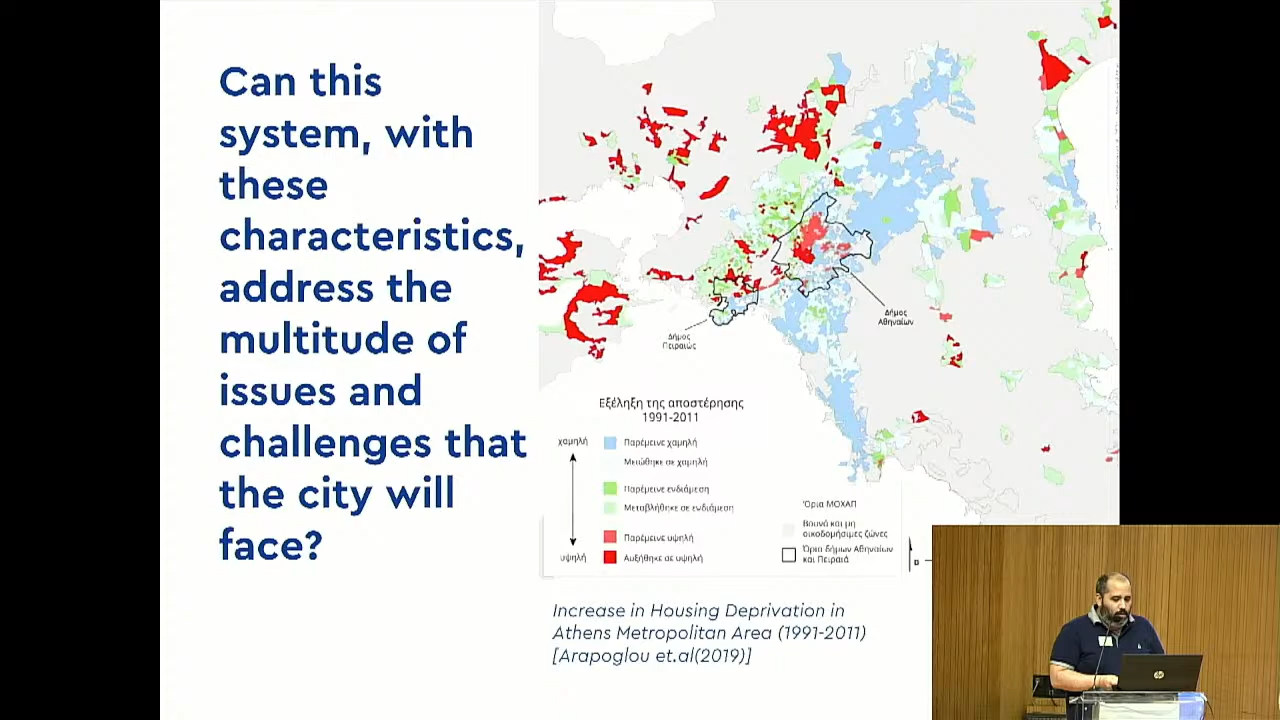 Can this
system, with
these
characteristics,
address the
multitude of
issues and
challenges that
the city will
face?
Δήμος
Πειραιώς
Δήμος
Αθηναίων
Εξέληξη της αποστέρησης
1991-2011
χαμηλή
Παρέμεινε χαμηλή
Μειώθηκε σε χαμηλή
Παρέμεινε ενδιάμεση
Μεταβλήθηκε σε ενδιάμεση
Παρέμεινε υψηλή
υψηλή
Αυξήθηκε σε υψηλή
Όρια ΜΟΧΑΠ
Βουνά και μη
οικοδομήσιμες ζώνες
Όρια δήμων Αθηναίων
και Πειραιά
Increase in Housing Deprivation in
Athens Metropolitan Area (1991-2011)
[Arapoglou et.al(2019)]
hp